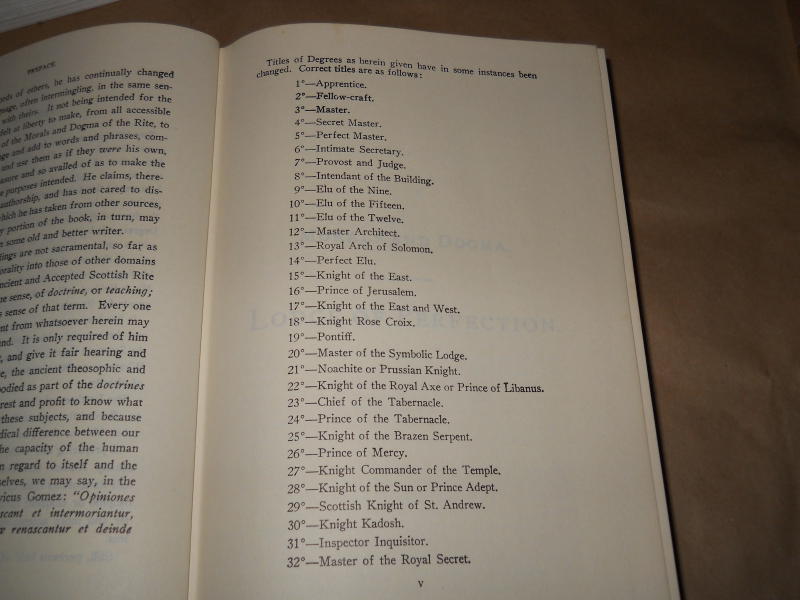 PREFACE
of others, he has continually changed
often intermingling, in the same sen-
with theirs. It not being intended for the
felt at liberty to make, from all accessible
of the Morals and Dogma of the Rite, to
and add to words and phrases, com-
and use them as if they were his own,
and so availed of as to make the
purposes intended. He claims, there-
authorship, and has not cared to dis-
which he has taken from other sources,
portion of the book, in turn, may
some old and better writer.
are not sacramental, so far as
into those of other domains
Ancient and Accepted Scottish Rite
sense, of doctrine, or teaching;
sense of that term. Every one
from whatsoever herein may
It is only required of him
and give it fair hearing and
the ancient theosophic and
as part of the doctrines
interest and profit to know what
these subjects, and because
difference between our
the capacity of the human
regard to itself and the
we may say, in the
Gomez: "Opiniones
et intermoriantur,
renascantur et deinde
Titles of Degrees as herein given have in some instances been
changed. Correct titles are as follows:
1°—Apprentice.
2°—Fellow-craft.
3°—Master.
4°—Secret Master.
5°—Perfect Master.
6°—Intimate Secretary.
7°—Provost and Judge.
8°—Intendant of the Building.
9°—Elu of the Nine.
10°—Elu of the Fifteen.
11°—Elu of the Twelve.
12°—Master Architect.
13°—Royal Arch of Solomon.
14°—Perfect Elu.
15°—Knight of the East.
16°—Prince of Jerusalem.
17°—Knight of the East and West.
18°—Knight Rose Croix.
19°—Pontiff.
20°—Master of the Symbolic Lodge.
21°—Noachite or Prussian Knight.
22°—Knight of the Royal Axe or Prince of Libanus.
23°—Chief of the Tabernacle.
24°—Prince of the Tabernacle.
25°—Knight of the Brazen Serpent.
26°—Prince of Mercy.
27°—Knight Commander of the Temple.
28°—Knight of the Sun or Prince Adept.
29°—Scottish Knight of St. Andrew.
30°—Knight Kadosh.
31°—Inspector Inquisitor.
32°—Master of the Royal Secret.
V